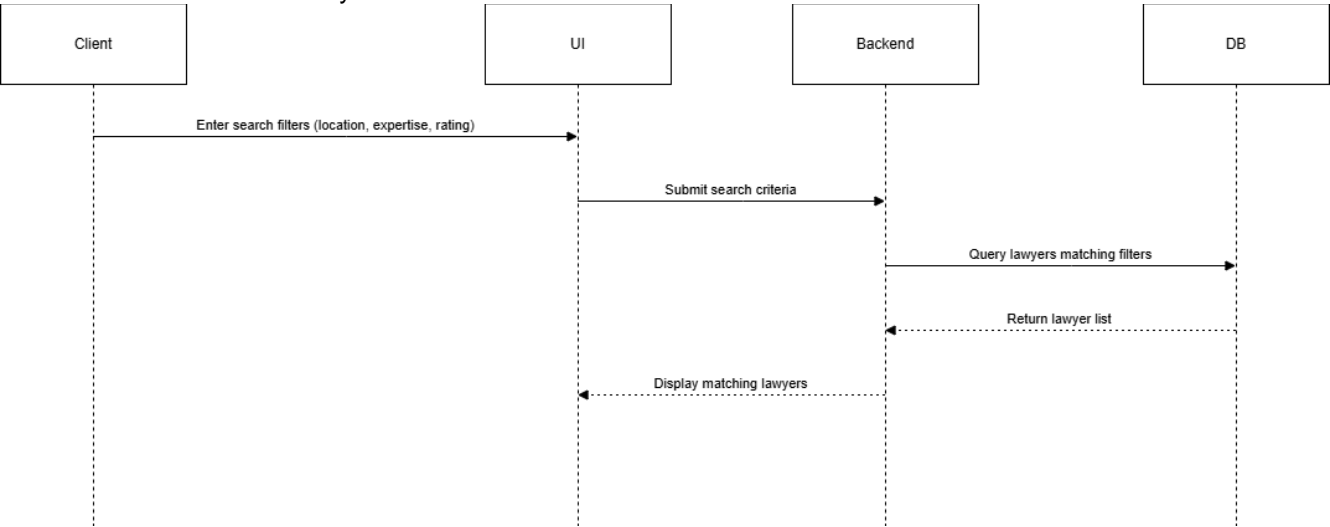 Client
UI
Backend
DB
Enter search filters (location, expertise, rating)
Submit search criteria
Query lawyers matching filters
Return lawyer list
Display matching lawyers